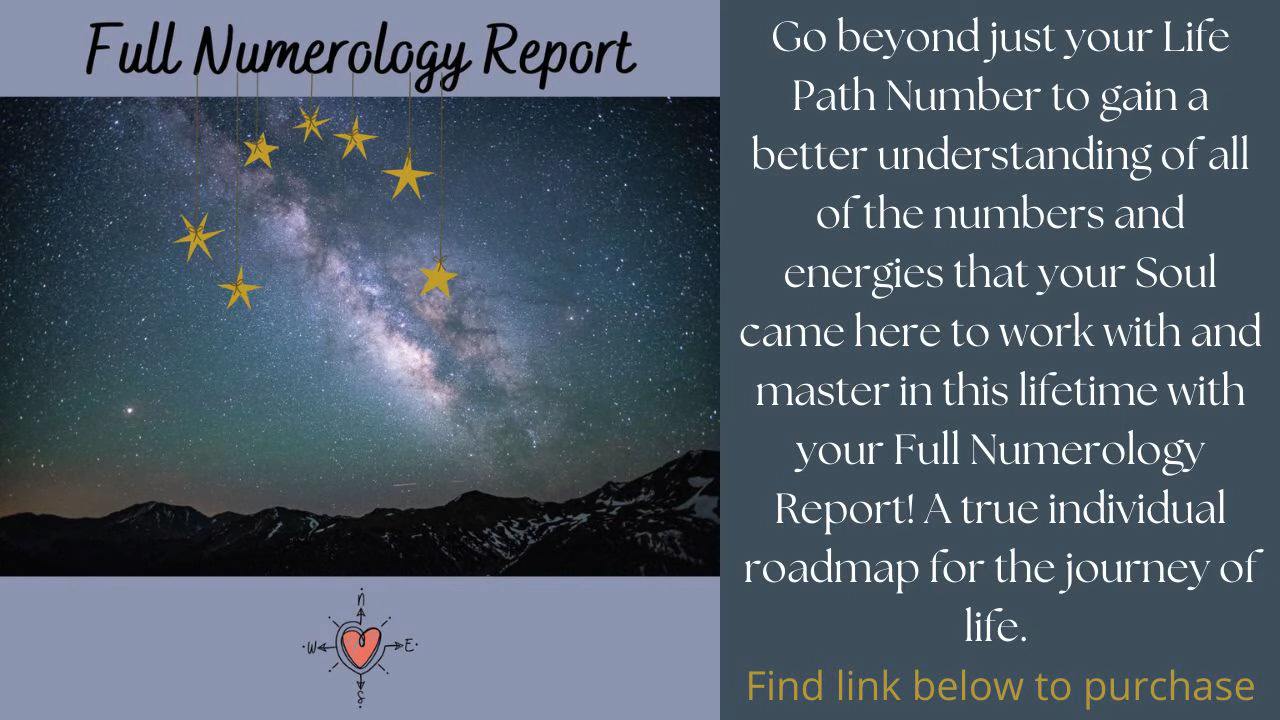 Full Numerology Report
Go beyond just your Life
Path Number to gain a
better understanding of all
of the numbers and
energies that your Soul
came here to work with and
master in this lifetime with
your Full Numerology
Report! A true individual
roadmap for the journey of
life.
Find link below to purchase
n
W E
S